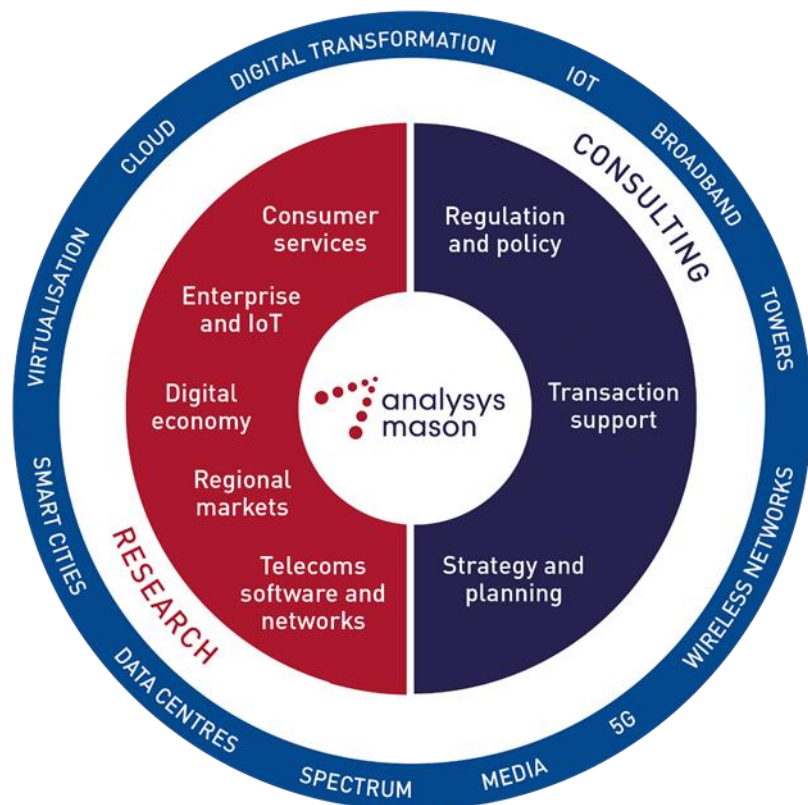 DIGITAL TRANSFORMATION
IOT
BROADBAND
TOWERS
WIRELESS NETWORKS
5G
MEDIA
SPECTRUM
DATA CENTRES
SMART CITIES
VIRTUALISATION
CLOUD
CONSULTING
RESEARCH
Consumer
services
Enterprise
and IoT
Digital
economy
Regional
markets
Telecoms
software and
networks
analysys
mason
Regulation
and policy
Transaction
support
Strategy and
planning